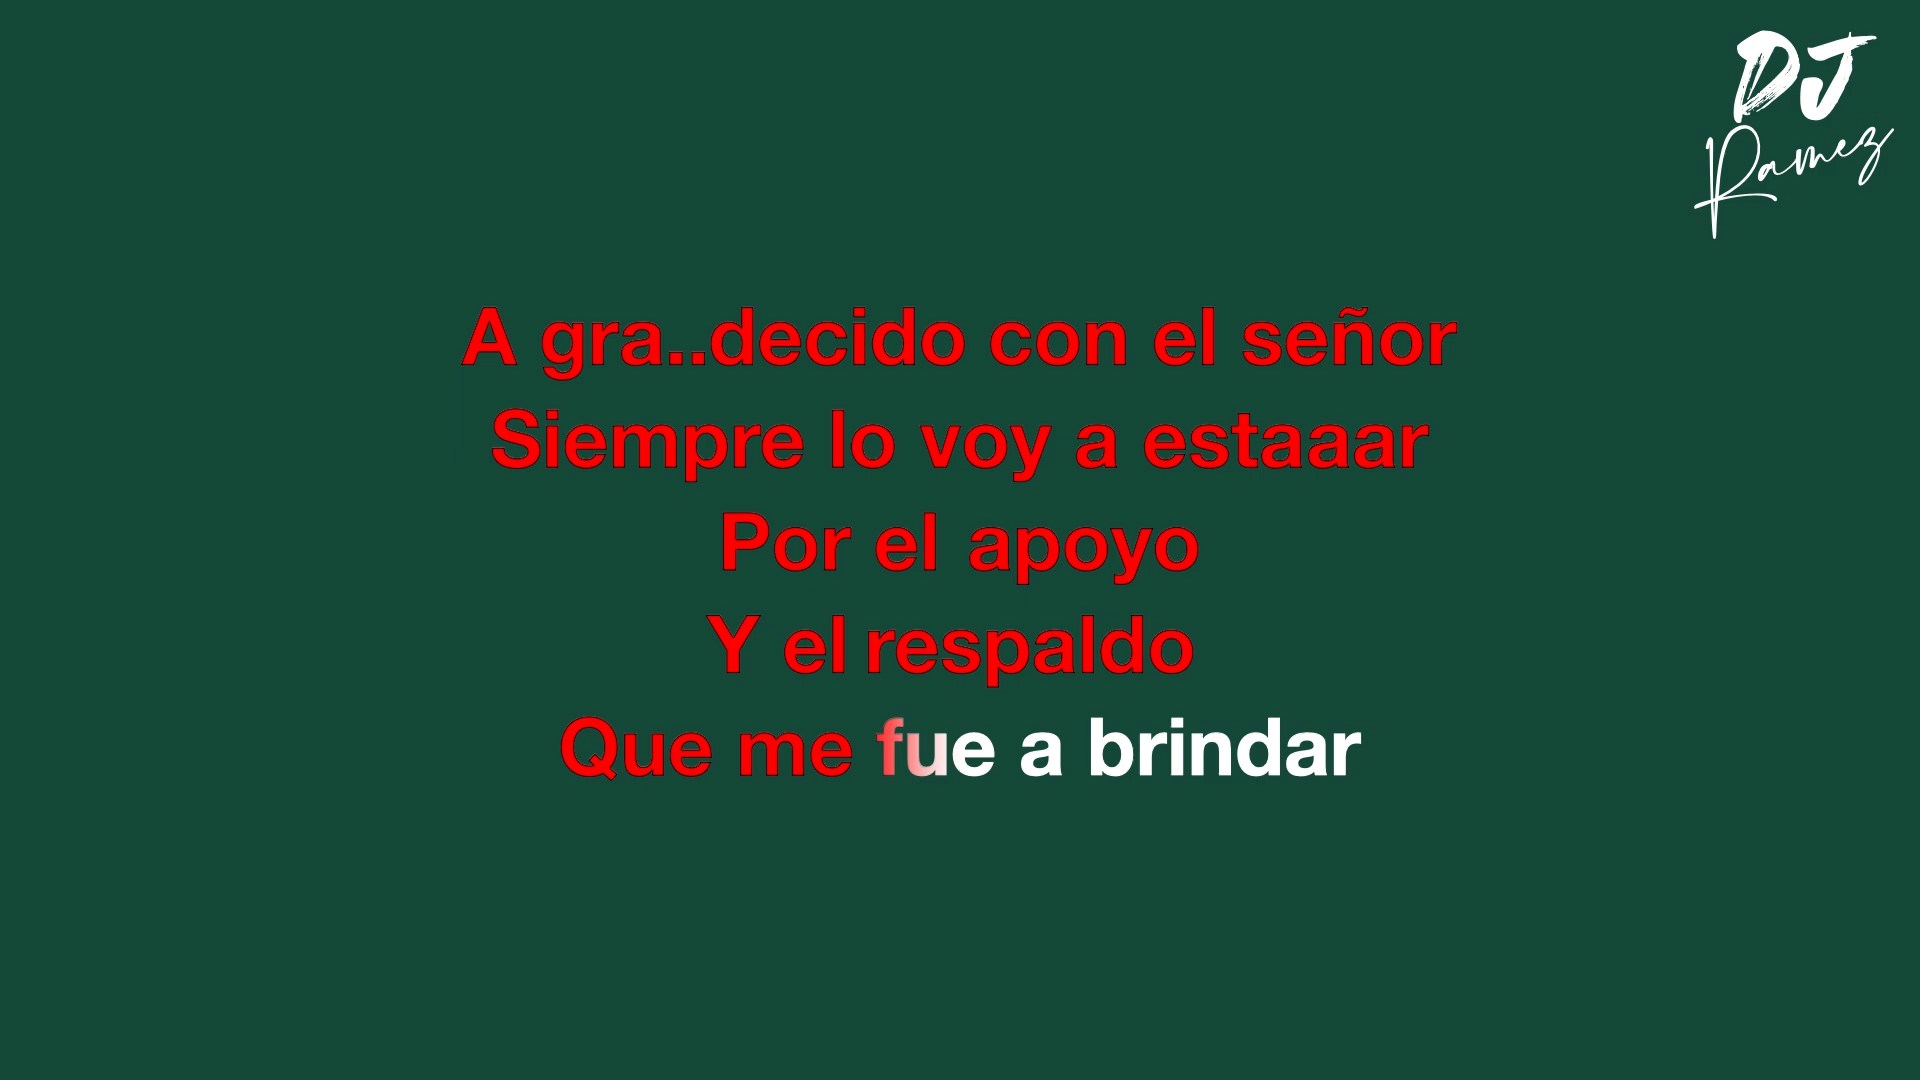 DJ
Ramez
A gra..decido con el señor
Siempre lo voy a estaaar
Por el apoyo
Y el respaldo
Que me fue a brindar